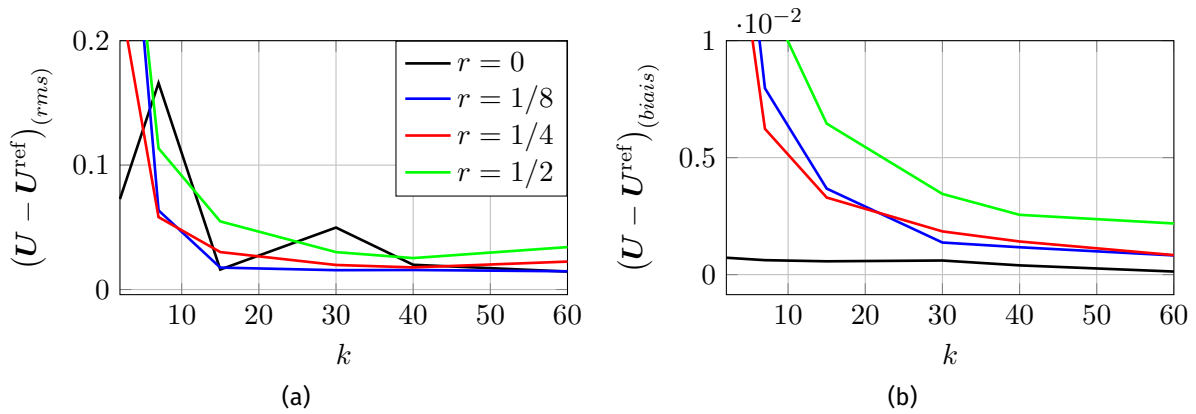 0.2
0.1
0
(U − U^ref)_(rms)
10 20 30 40 50 60
k
r = 0
r = 1/8
r = 1/4
r = 1/2
(a)
·10^−2
1
0.5
0
(U − U^ref)_(biais)
10 20 30 40 50 60
k
(b)